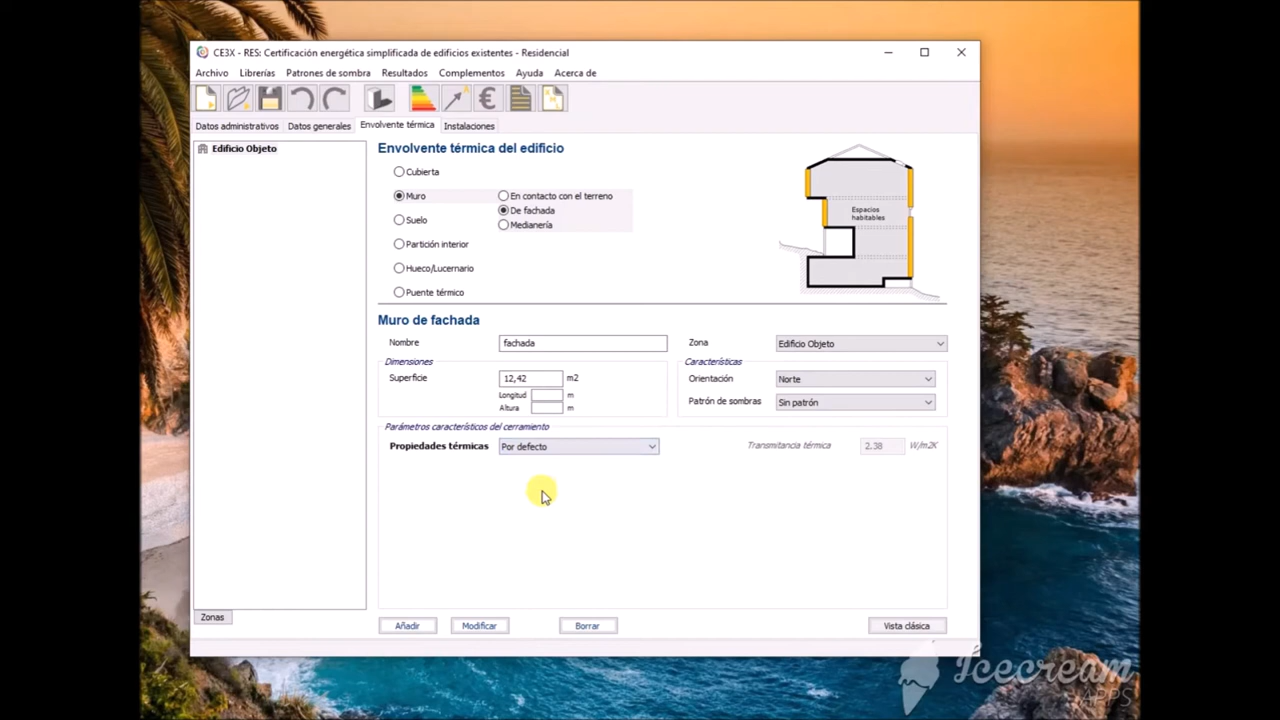 CE3X - RES: Certificación energética simplificada de edificios existentes - Residencial
Archivo Librerías Patrones de sombra Resultados Complementos Ayuda Acerca de
Datos administrativos Datos generales Envolvente térmica Instalaciones
Edificio Objeto
Envolvente térmica del edificio
Cubierta
Muro En contacto con el terreno
De fachada
Suelo
Medianería
Partición interior
Hueco/Lucernario
Puente térmico
Espacios
habitables
Muro de fachada
Nombre fachada Zona Edificio Objeto
Dimensiones Características
Superficie 12,42 m2 Orientación Norte
Longitud m
Altura m
Patrón de sombras Sin patrón
Parámetros característicos del cerramiento
Propiedades térmicas Por defecto Transmitancia térmica 2.38 W/m2K
Zonas
Añadir Modificar Borrar Vista clásica
Icecream
APPS